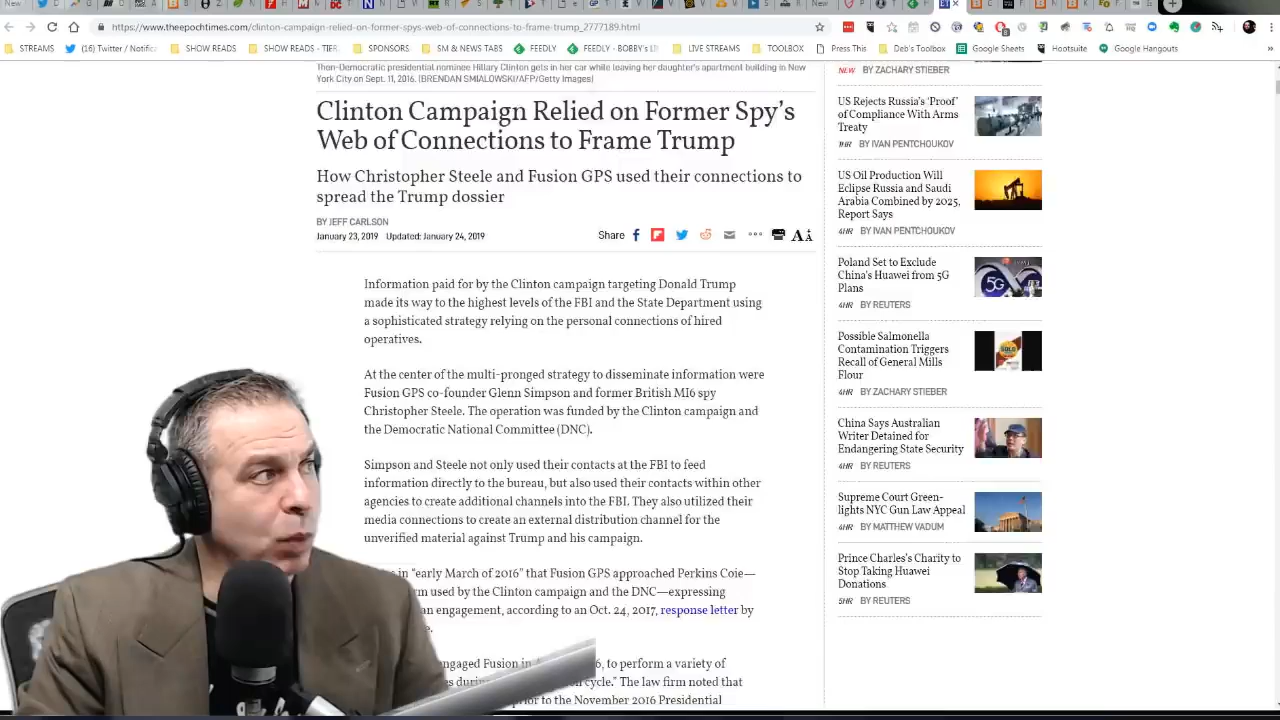 https://www.theepochtimes.com/clinton-campaign-relied-on-former-spys-web-of-connections-to-frame-trump_2777189.html
STREAMS
(16) Twitter / Notific
SHOW READS
SHOW READS - TIER.
SPONSORS
SM & NEWS TABS
FEEDLY
FEEDLY - BOBBY'S L
LIVE STREAMS
TOOLBOX
Press This
Deb's Toolbox
Google Sheets
Hootsuite
Google Hangouts
Then-Democratic presidential nominee Hillary Clinton gets in her car while leaving her daughter's apartment building in New
York City on Sept. 11, 2016. (BRENDAN SMIALOWSKI/AFP/Getty Images)
Clinton Campaign Relied on Former Spy's
Web of Connections to Frame Trump
How Christopher Steele and Fusion GPS used their connections to
spread the Trump dossier
BY JEFF CARLSON
January 23, 2019 Updated: January 24, 2019
Share
Information paid for by the Clinton campaign targeting Donald Trump
made its way to the highest levels of the FBI and the State Department using
a sophisticated strategy relying on the personal connections of hired
operatives.
At the center of the multi-pronged strategy to disseminate information were
Fusion GPS co-founder Glenn Simpson and former British MI6 spy
Christopher Steele. The operation was funded by the Clinton campaign and
the Democratic National Committee (DNC).
Simpson and Steele not only used their contacts at the FBI to feed
information directly to the bureau, but also used their contacts within other
agencies to create additional channels into the FBI. They also utilized their
media connections to create an external distribution channel for the
unverified material against Trump and his campaign.
in "early March of 2016" that Fusion GPS approached Perkins Coie—
rm used by the Clinton campaign and the DNC—expressing
an engagement, according to an Oct. 24, 2017, response letter by
ngaged Fusion in
6, to perform a variety of
cycle." The law firm noted that
rior to the November 2016 Presidential
NEW BY ZACHARY STIEBER
US Rejects Russia's 'Proof'
of Compliance With Arms
Treaty
1HR BY IVAN PENTCHOUKOV
US Oil Production Will
Eclipse Russia and Saudi
Arabia Combined by 2025,
Report Says
4HR BY IVAN PENTCHOUKOV
Poland Set to Exclude
China's Huawei from 5G
Plans
4HR BY REUTERS
5G
Possible Salmonella
Contamination Triggers
Recall of General Mills
Flour
4HR BY ZACHARY STIEBER
China Says Australian
Writer Detained for
Endangering State Security
4HR BY REUTERS
Supreme Court Green-
lights NYC Gun Law Appeal
4HR BY MATTHEW VADUM
Prince Charles's Charity to
Stop Taking Huawei
Donations
5HR BY REUTERS